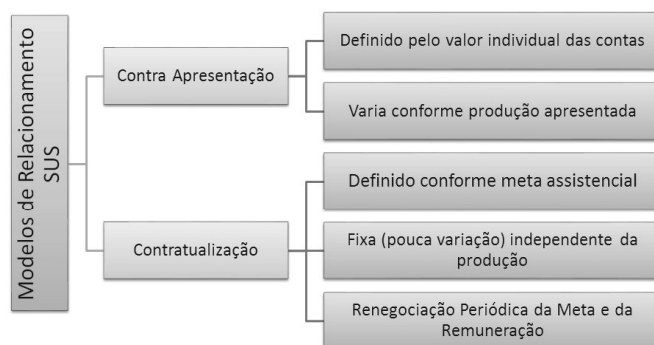 Modelos de Relacionamento
SUS
Contra Apresentação
Definido pelo valor individual das contas
Varia conforme produção apresentada
Contratualização
Definido conforme meta assistencial
Fixa (pouca variação) independente da
produção
Renegociação Periódica da Meta e da
Remuneração